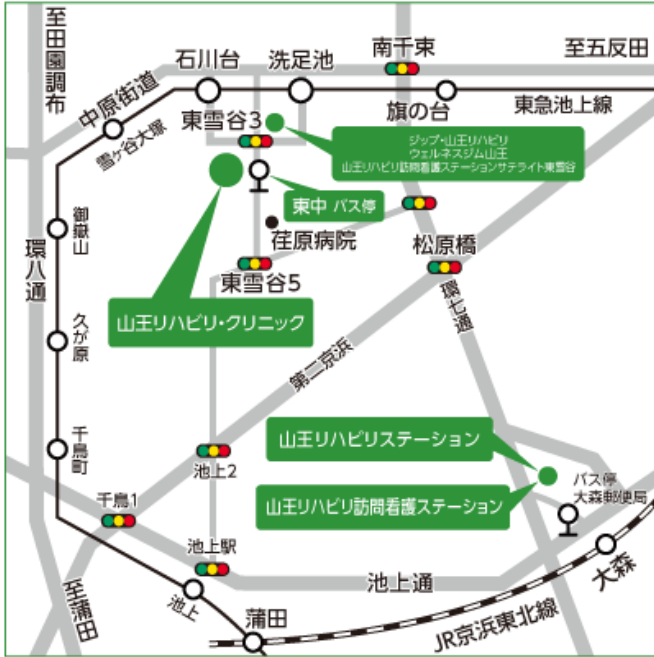 至田園調布
中原街道
石川台
洗足池
南千束
至五反田
旗の台
東急池上線
雪ヶ谷大塚
東雪谷3
ジップ・山王リハビリ
ウェルネスジム山王
山王リハビリ訪問看護ステーションサテライト東雪谷
東中 バス停
荏原病院
御嶽山
環八通
東雪谷5
松原橋
山王リハビリ・クリニック
環七通
久が原
第二京浜
千鳥町
山王リハビリステーション
池上2
バス停
大森郵便局
千鳥1
山王リハビリ訪問看護ステーション
池上駅
池上通
大森
至蒲田
池上
蒲田
JR京浜東北線